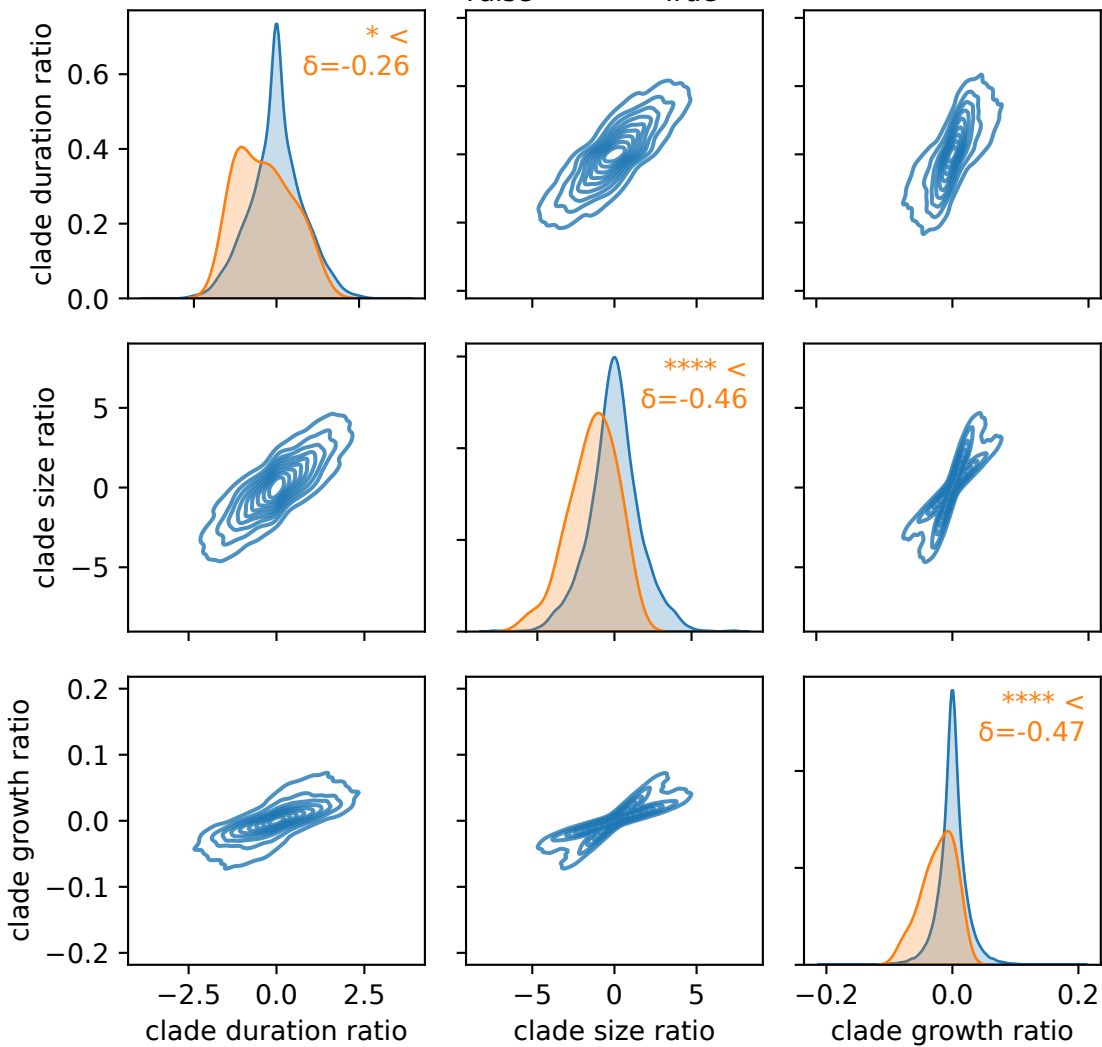 clade duration ratio
0.6
0.4
0.2
0.0
* <
δ=-0.26
clade size ratio
5
0
−5
**** <
δ=-0.46
clade growth ratio
0.2
0.1
0.0
−0.1
−0.2
**** <
δ=-0.47
−2.5 0.0 2.5
−5 0 5
−0.2 0.0 0.2
clade duration ratio
clade size ratio
clade growth ratio